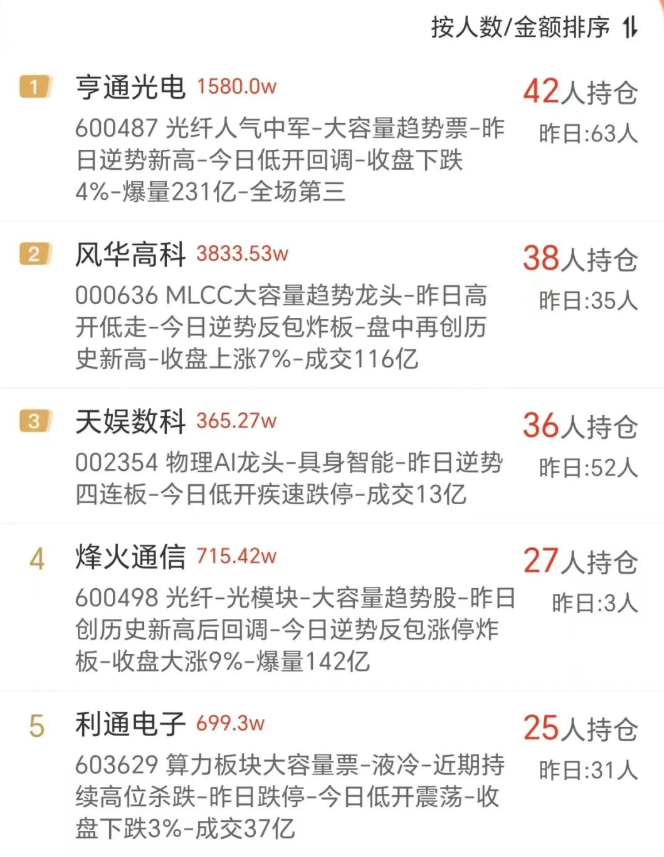 按人数/金额排序
1 亨通光电 1580.0w 42人持仓
600487 光纤人气中军-大容量趋势票-昨 昨日:63人
日逆势新高-今日低开回调-收盘下跌
4%-爆量231亿-全场第三
2 风华高科 3833.53w 38人持仓
000636 MLCC大容量趋势龙头-昨日高 昨日:35人
开低走-今日逆势反包炸板-盘中再创历
史新高-收盘上涨7%-成交116亿
3 天娱数科 365.27w 36人持仓
002354 物理AI龙头-具身智能-昨日逆势 昨日:52人
四连板-今日低开疾速跌停-成交13亿
4 烽火通信 715.42w 27人持仓
600498 光纤-光模块-大容量趋势股-昨日 昨日:3人
创历史新高后回调-今日逆势反包涨停炸
板-收盘大涨9%-爆量142亿
5 利通电子 699.3w 25人持仓
603629 算力板块大容量票-液冷-近期持 昨日:31人
续高位杀跌-昨日跌停-今日低开震荡-收
盘下跌3%-成交37亿